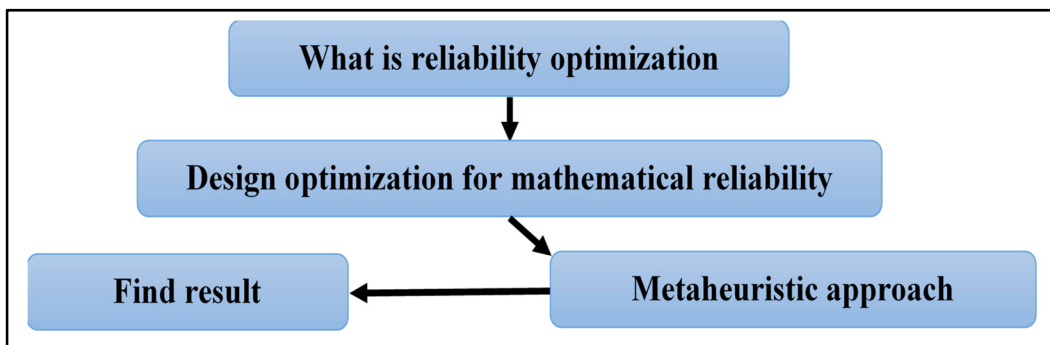 What is reliability optimization
Design optimization for mathematical reliability
Metaheuristic approach
Find result